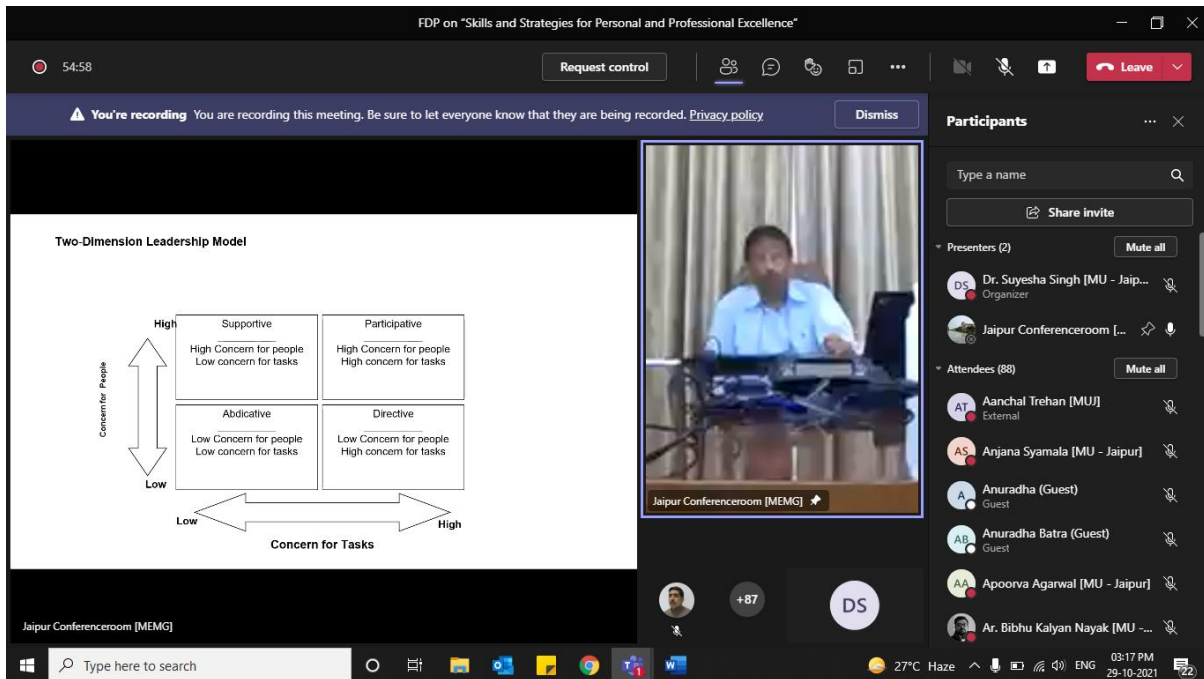 FDP on "Skills and Strategies for Personal and Professional Excellence"
54:58
Request control
Leave
You're recording You are recording this meeting. Be sure to let everyone know that they are being recorded. Privacy policy
Dismiss
Two-Dimension Leadership Model
High
Supportive
High Concern for people
Low concern for tasks
Participative
High Concern for people
High concern for tasks
Concern for People
Abdicative
Low Concern for people
Low concern for tasks
Directive
Low Concern for people
High concern for tasks
Low
Low
High
Concern for Tasks
Jaipur Conferenceroom [MEMG]
Jaipur Conferenceroom [MEMG]
+87
DS
Participants
Type a name
Share invite
Presenters (2)
Mute all
DS
Dr. Suyesha Singh [MU - Jaip...
Organizer
Jaipur Conferenceroom [...
Attendees (88)
Mute all
AT
Aanchal Trehan [MUJ]
External
AS
Anjana Syamala [MU - Jaipur]
A
Anuradha (Guest)
Guest
AB
Anuradha Batra (Guest)
Guest
AA
Apoorva Agarwal [MU - Jaipur]
Ar. Bibhu Kalyan Nayak [MU -...
Type here to search
1
W
27°C Haze
ENG
03:17 PM
29-10-2021
22